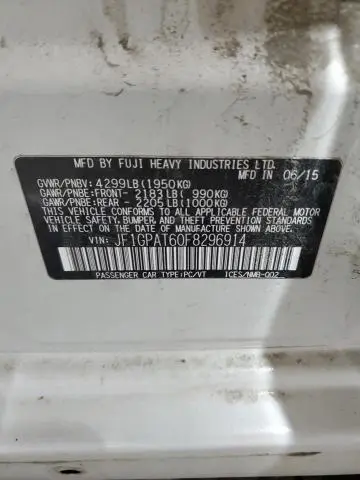 MFD BY FUJI HEAVY INDUSTRIES LTD.
MFD IN 06/15
GVWR/PNBV: 4299LB(1950KG)
GAWR/PNBE:FRONT- 2183LB( 990KG)
GAWR/PNBE:REAR - 2205LB(1000KG)
THIS VEHICLE CONFORMS TO ALL APPLICABLE FEDERAL MOTOR
VEHICLE SAFETY, BUMPER, AND THEFT PREVENTION STANDARDS
IN EFFECT ON THE DATE OF MANUFACTURE SHOWN ABOVE.
VIN: JF1GPAT60F8296914
PASSENGER CAR TYPE:PC/VT ICES/NMB-002